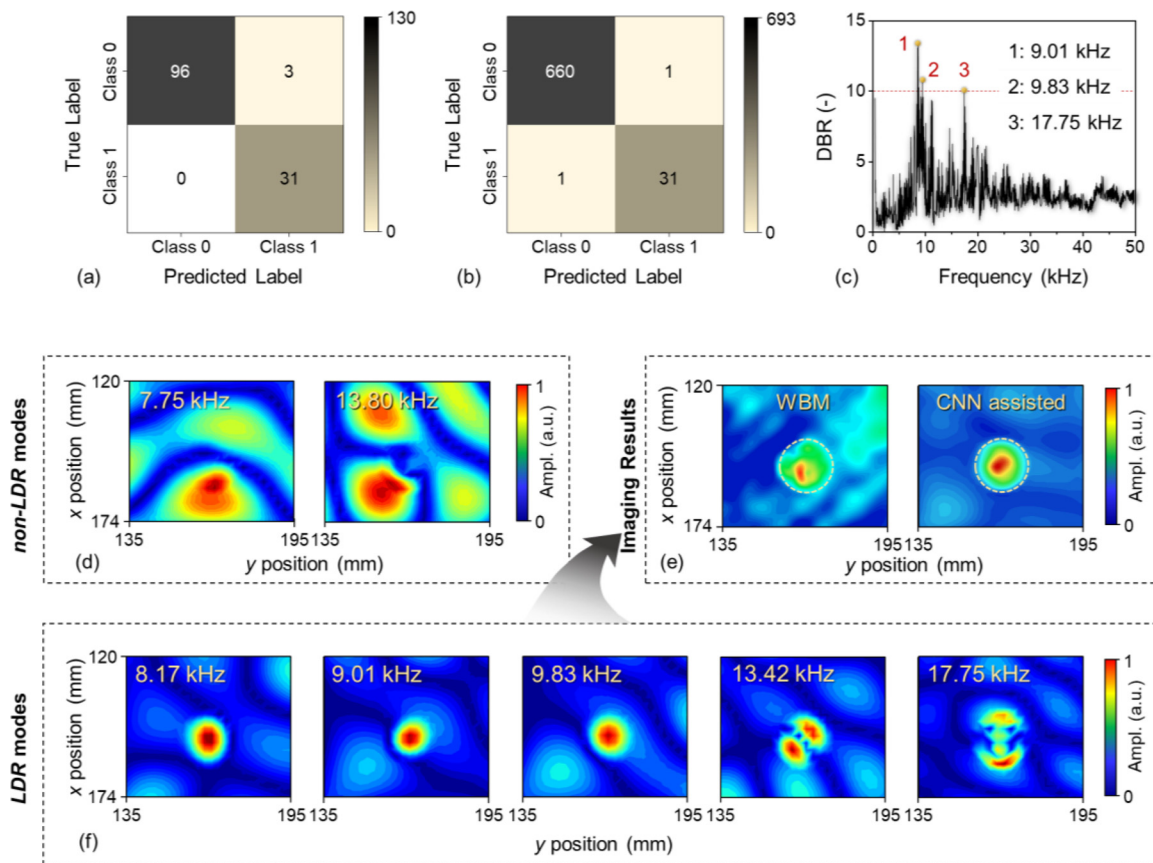 130
693
15
10
5
0
True Label
Class 0
Class 1
96
3
0
31
0
Class 0
Class 1
(a)
Predicted Label
True Label
Class 0
Class 1
660
1
1
31
0
Class 0
Class 1
(b)
Predicted Label
DBR (-)
1
2
3
1: 9.01 kHz
2: 9.83 kHz
3: 17.75 kHz
0
10
20
30
40
50
(c)
Frequency (kHz)
non-LDR modes
x position (mm)
120
174
7.75 kHz
13.80 kHz
1
0
Ampl. (a.u.)
135
195
135
195
(d)
y position (mm)
Imaging Results
x position (mm)
120
174
WBM
CNN assisted
1
0
Ampl. (a.u.)
135
195
135
195
(e)
y position (mm)
LDR modes
x position (mm)
120
174
8.17 kHz
9.01 kHz
9.83 kHz
13.42 kHz
17.75 kHz
1
0
Ampl. (a.u.)
135
195
135
195
135
195
135
195
135
195
(f)
y position (mm)